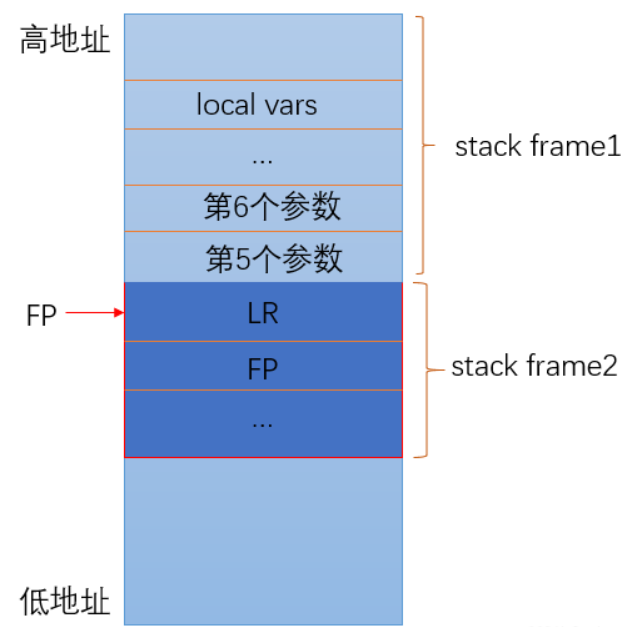 高地址
local vars
...
stack frame1
第6个参数
第5个参数
FP
LR
FP
stack frame2
...
低地址